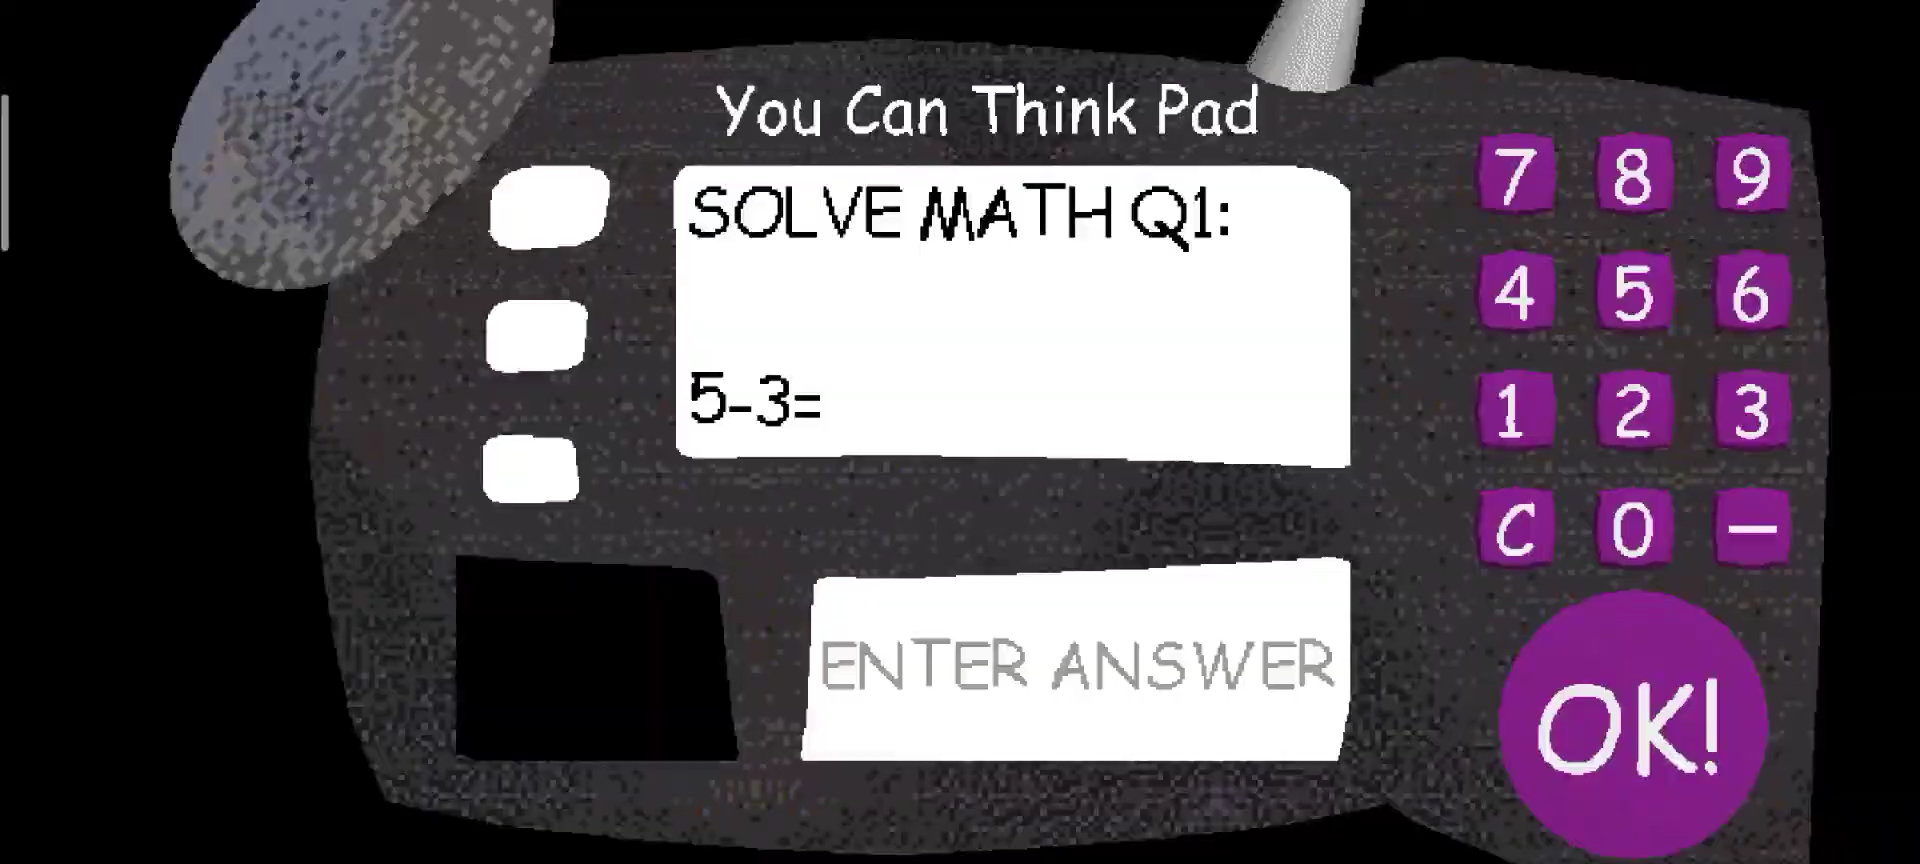 You Can Think Pad
SOLVE MATH Q1:
5-3=
ENTER ANSWER
7 8 9
4 5 6
1 2 3
C 0 −
OK!